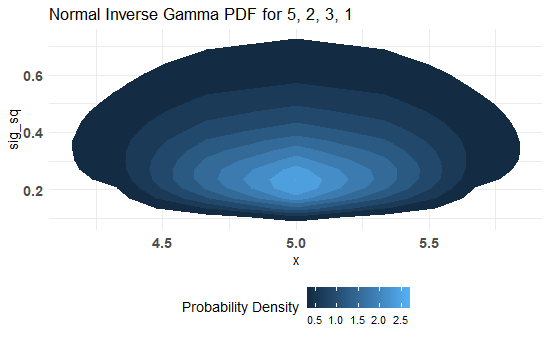 Normal Inverse Gamma PDF for 5, 2, 3, 1
sig_sq
0.6
0.4
0.2
4.5 5.0 5.5
x
Probability Density
0.5 1.0 1.5 2.0 2.5